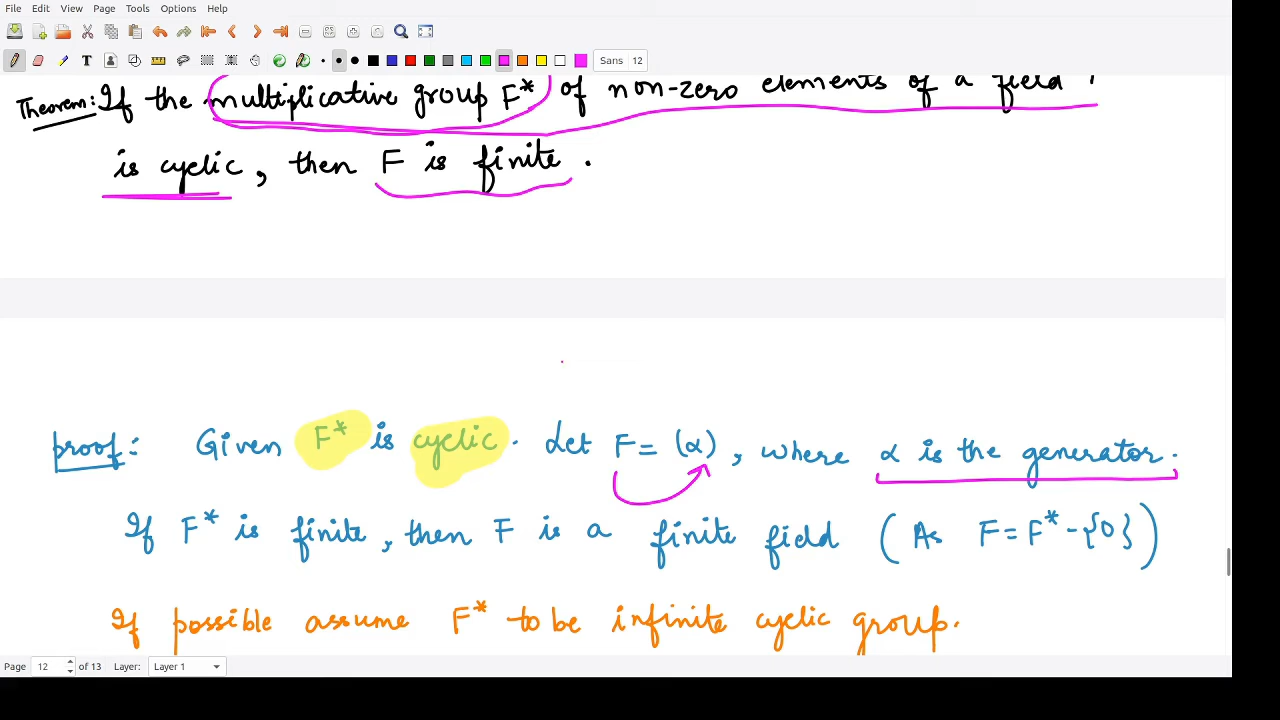 File Edit View Page Tools Options Help
Sans 12
Theorem: If the multiplicative group F* of non-zero elements of a field
is cyclic, then F is finite.
proof: Given F* is cyclic. Let F = (α), where α is the generator.
If F* is finite, then F is a finite field (As F = F* - {0})
If possible assume F* to be infinite cyclic group.
Page 12 of 13 Layer: Layer 1